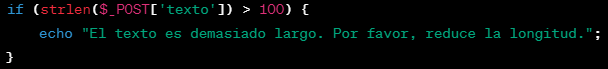 if (strlen($_POST['texto']) > 100) {
    echo "El texto es demasiado largo. Por favor, reduce la longitud.";
}